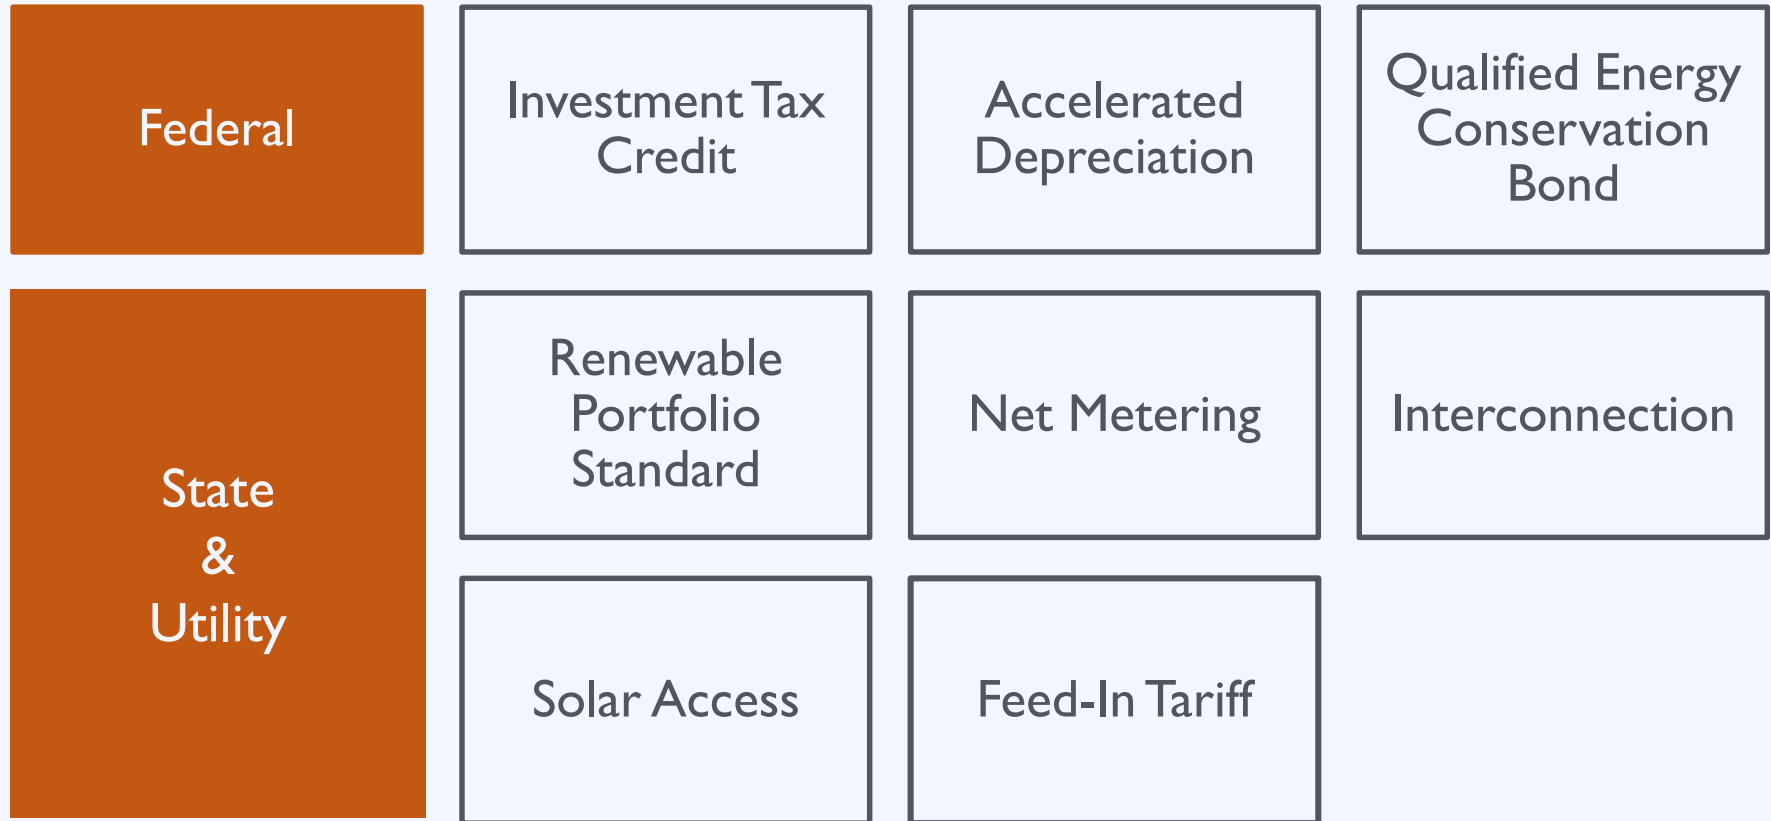 Federal
Investment Tax
Credit
Accelerated
Depreciation
Qualified Energy
Conservation
Bond
State
&
Utility
Renewable
Portfolio
Standard
Net Metering
Interconnection
Solar Access
Feed-In Tariff